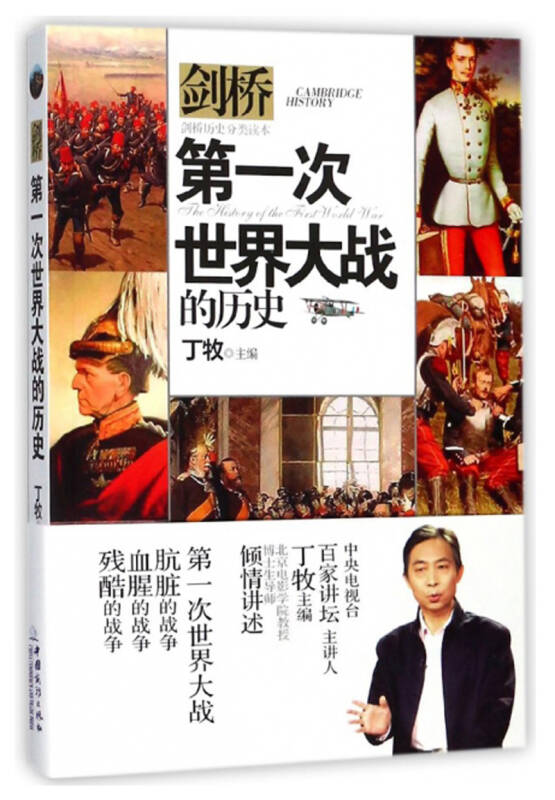 剑桥
CAMBRIDGE
HISTORY
剑桥历史分类读本
第一次
The History of the First World War
世界大战
的历史
丁牧 ◎主编
中央电视台
百家讲坛 主讲人
丁牧主编
北京电影学院教授
博士生导师
倾情讲述
第一次世界大战
肮脏的战争
血腥的战争
残酷的战争
剑桥
第一次世界大战的历史
丁牧
主编